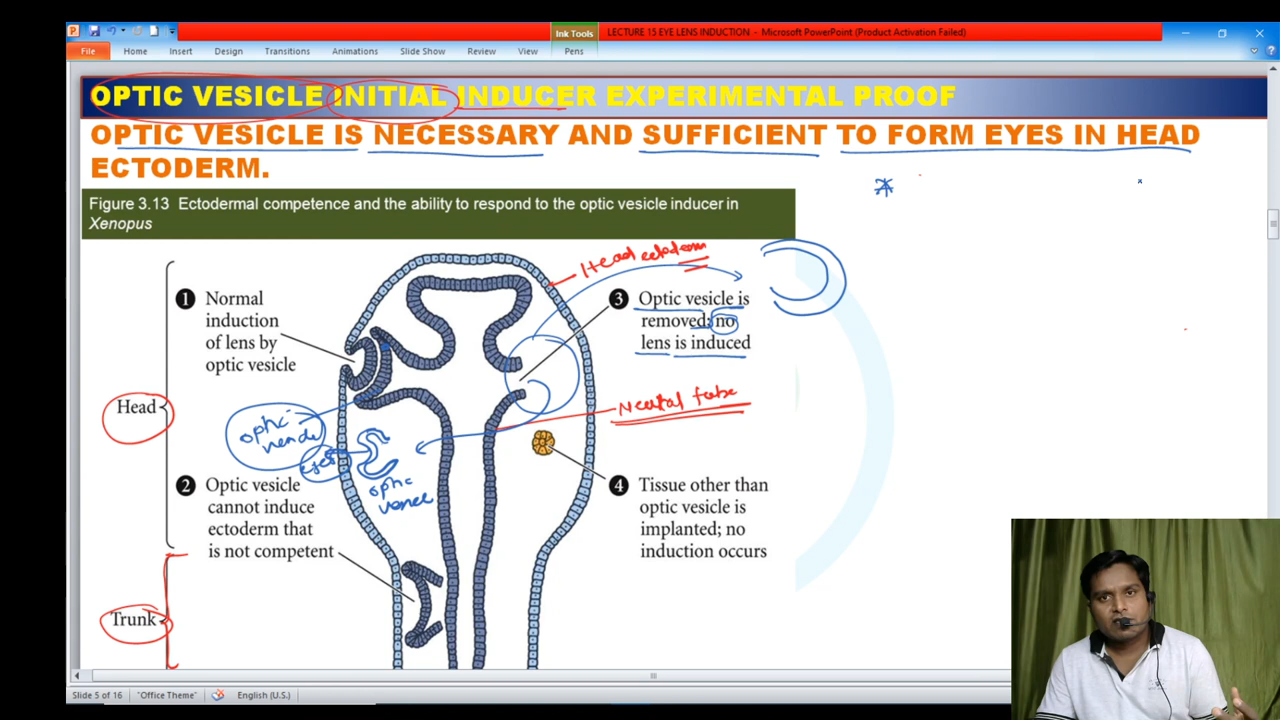 LECTURE 15 EYE LENS INDUCTION - Microsoft PowerPoint (Product Activation Failed)
Ink Tools
File Home Insert Design Transitions Animations Slide Show Review View Pens
OPTIC VESICLE INITIAL INDUCER EXPERIMENTAL PROOF
OPTIC VESICLE IS NECESSARY AND SUFFICIENT TO FORM EYES IN HEAD
ECTODERM.
Figure 3.13 Ectodermal competence and the ability to respond to the optic vesicle inducer in
Xenopus
Head ectoderm
1 Normal
induction
of lens by
optic vesicle
3 Optic vesicle is
removed; no
lens is induced
Head
Neutal tube
optic
eyes
optic
2 Optic vesicle
cannot induce
ectoderm that
is not competent
4 Tissue other than
optic vesicle is
implanted; no
induction occurs
Trunk
Slide 5 of 16 "Office Theme" English (U.S.)